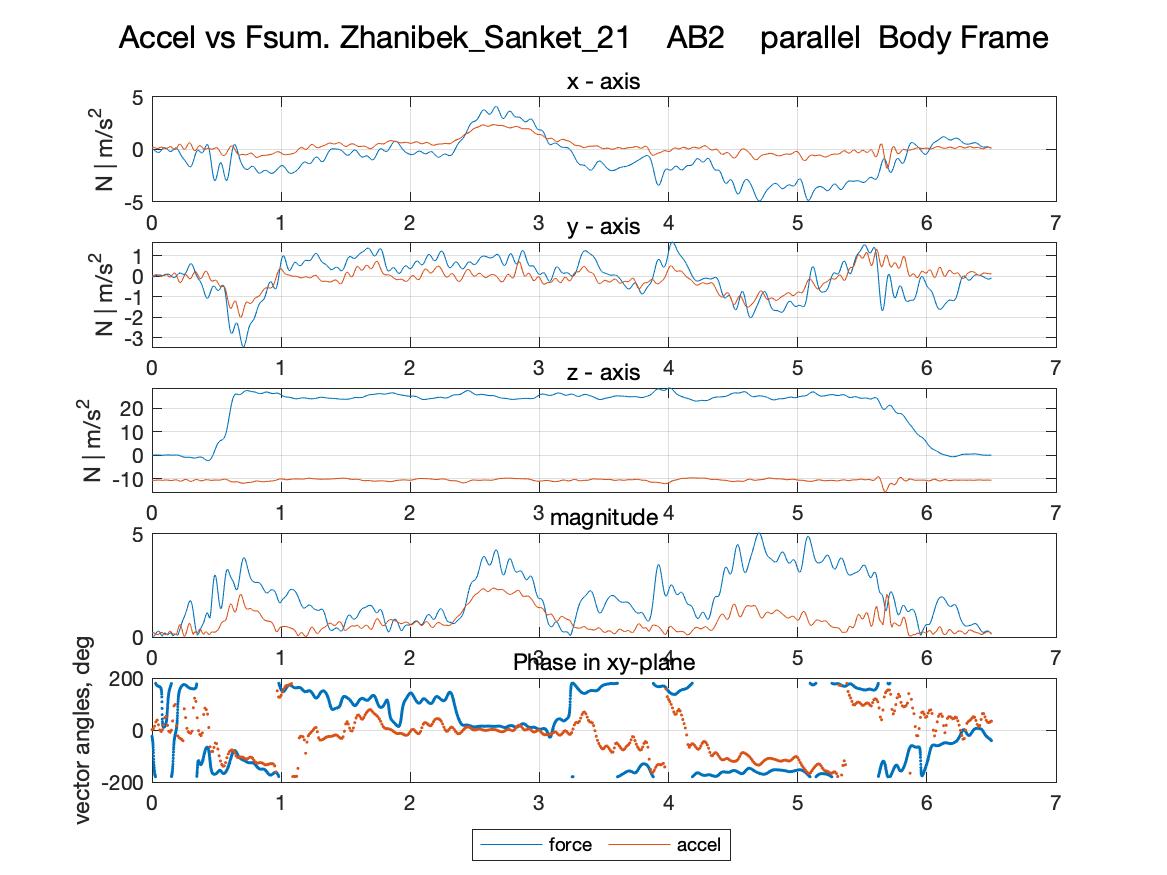 Accel vs Fsum. Zhanibek_Sanket_21 AB2 parallel Body Frame
x - axis
N | m/s²
5
0
-5
0 1 2 3 4 5 6 7
y - axis
N | m/s²
1
0
-1
-2
-3
0 1 2 3 4 5 6 7
z - axis
N | m/s²
20
10
0
-10
0 1 2 3 4 5 6 7
magnitude
5
0
0 1 2 3 4 5 6 7
Phase in xy-plane
vector angles, deg
200
0
-200
0 1 2 3 4 5 6 7
force accel